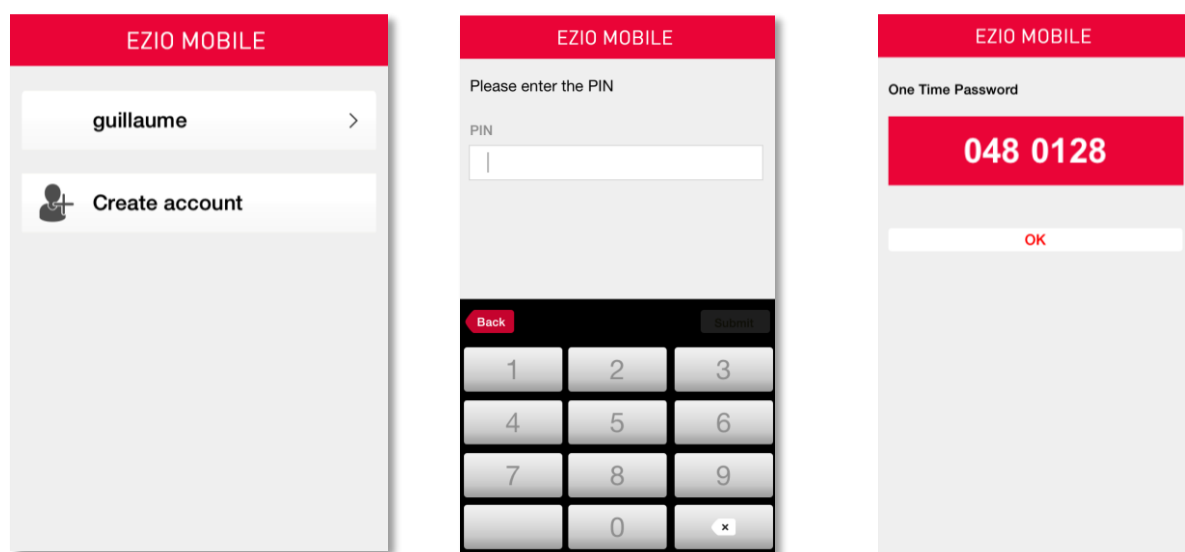 EZIO MOBILE
guillaume
Create account
EZIO MOBILE
Please enter the PIN
PIN
Back
Submit
1 2 3
4 5 6
7 8 9
0
EZIO MOBILE
One Time Password
048 0128
OK